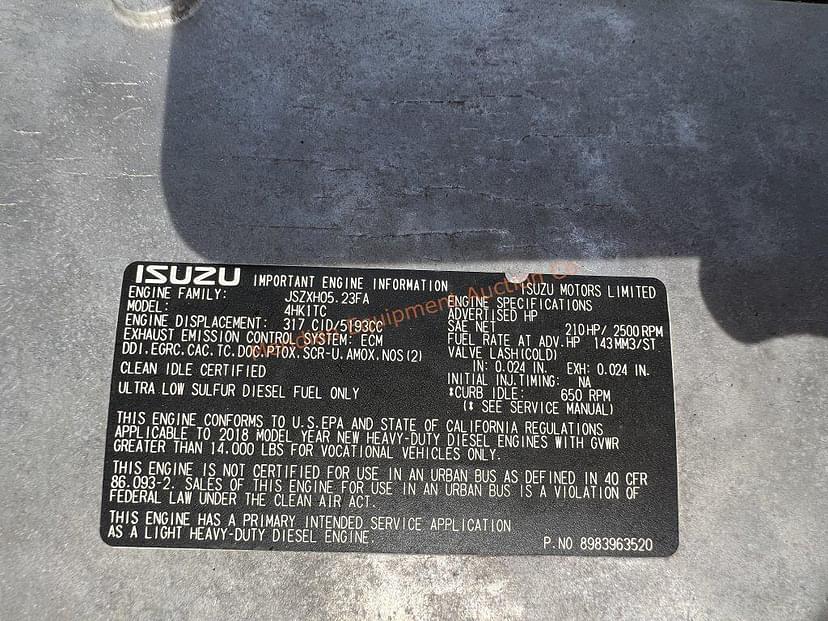 ISUZU IMPORTANT ENGINE INFORMATION
ENGINE FAMILY: JSZXH05.23FA
MODEL: 4HK1TC
ENGINE DISPLACEMENT: 317 CID/5193CC
EXHAUST EMISSION CONTROL SYSTEM: ECM
DDI.EGRC.CAC.TC.DOC.PTOX.SCR-U.AMOX.NOS(2)
CLEAN IDLE CERTIFIED
ULTRA LOW SULFUR DIESEL FUEL ONLY
ISUZU MOTORS LIMITED
ENGINE SPECIFICATIONS
ADVERTISED HP
SAE NET 210HP/2500RPM
FUEL RATE AT ADV.HP 143MM3/ST
VALVE LASH(COLD)
IN: 0.024 IN. EXH: 0.024 IN.
INITIAL INJ.TIMING: NA
*CURB IDLE: 650 RPM
(* SEE SERVICE MANUAL)
THIS ENGINE CONFORMS TO U.S.EPA AND STATE OF CALIFORNIA REGULATIONS
APPLICABLE TO 2018 MODEL YEAR NEW HEAVY-DUTY DIESEL ENGINES WITH GVWR
GREATER THAN 14.000 LBS FOR VOCATIONAL VEHICLES ONLY.
THIS ENGINE IS NOT CERTIFIED FOR USE IN AN URBAN BUS AS DEFINED IN 40 CFR
86.093-2. SALES OF THIS ENGINE FOR USE IN AN URBAN BUS IS A VIOLATION OF
FEDERAL LAW UNDER THE CLEAN AIR ACT.
THIS ENGINE HAS A PRIMARY INTENDED SERVICE APPLICATION
AS A LIGHT HEAVY-DUTY DIESEL ENGINE.
P.NO 8983963520
Equipment Auction Co